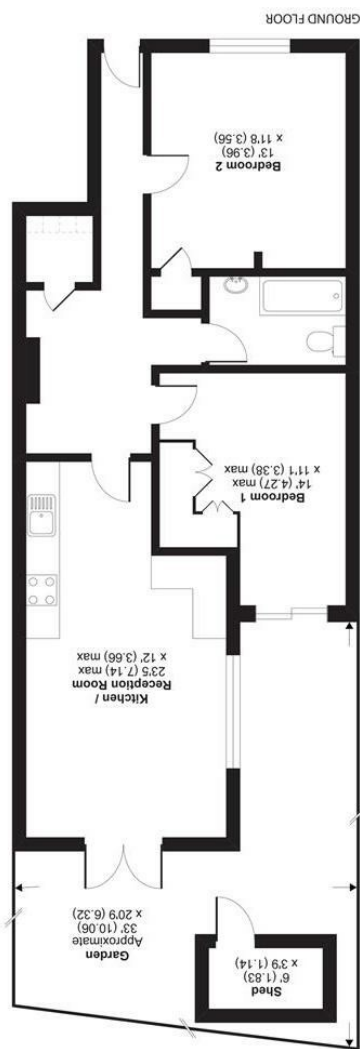 Garden
Approximate
33' (10.06)
x 20'9 (6.32)
Shed
6' (1.83)
x 3'9 (1.14)
Kitchen /
Reception Room
23'5 (7.14) max
x 12' (3.66) max
Bedroom 1
14' (4.27) max
x 11'1 (3.38) max
Bedroom 2
13' (3.96)
x 11'8 (3.56)
GROUND FLOOR